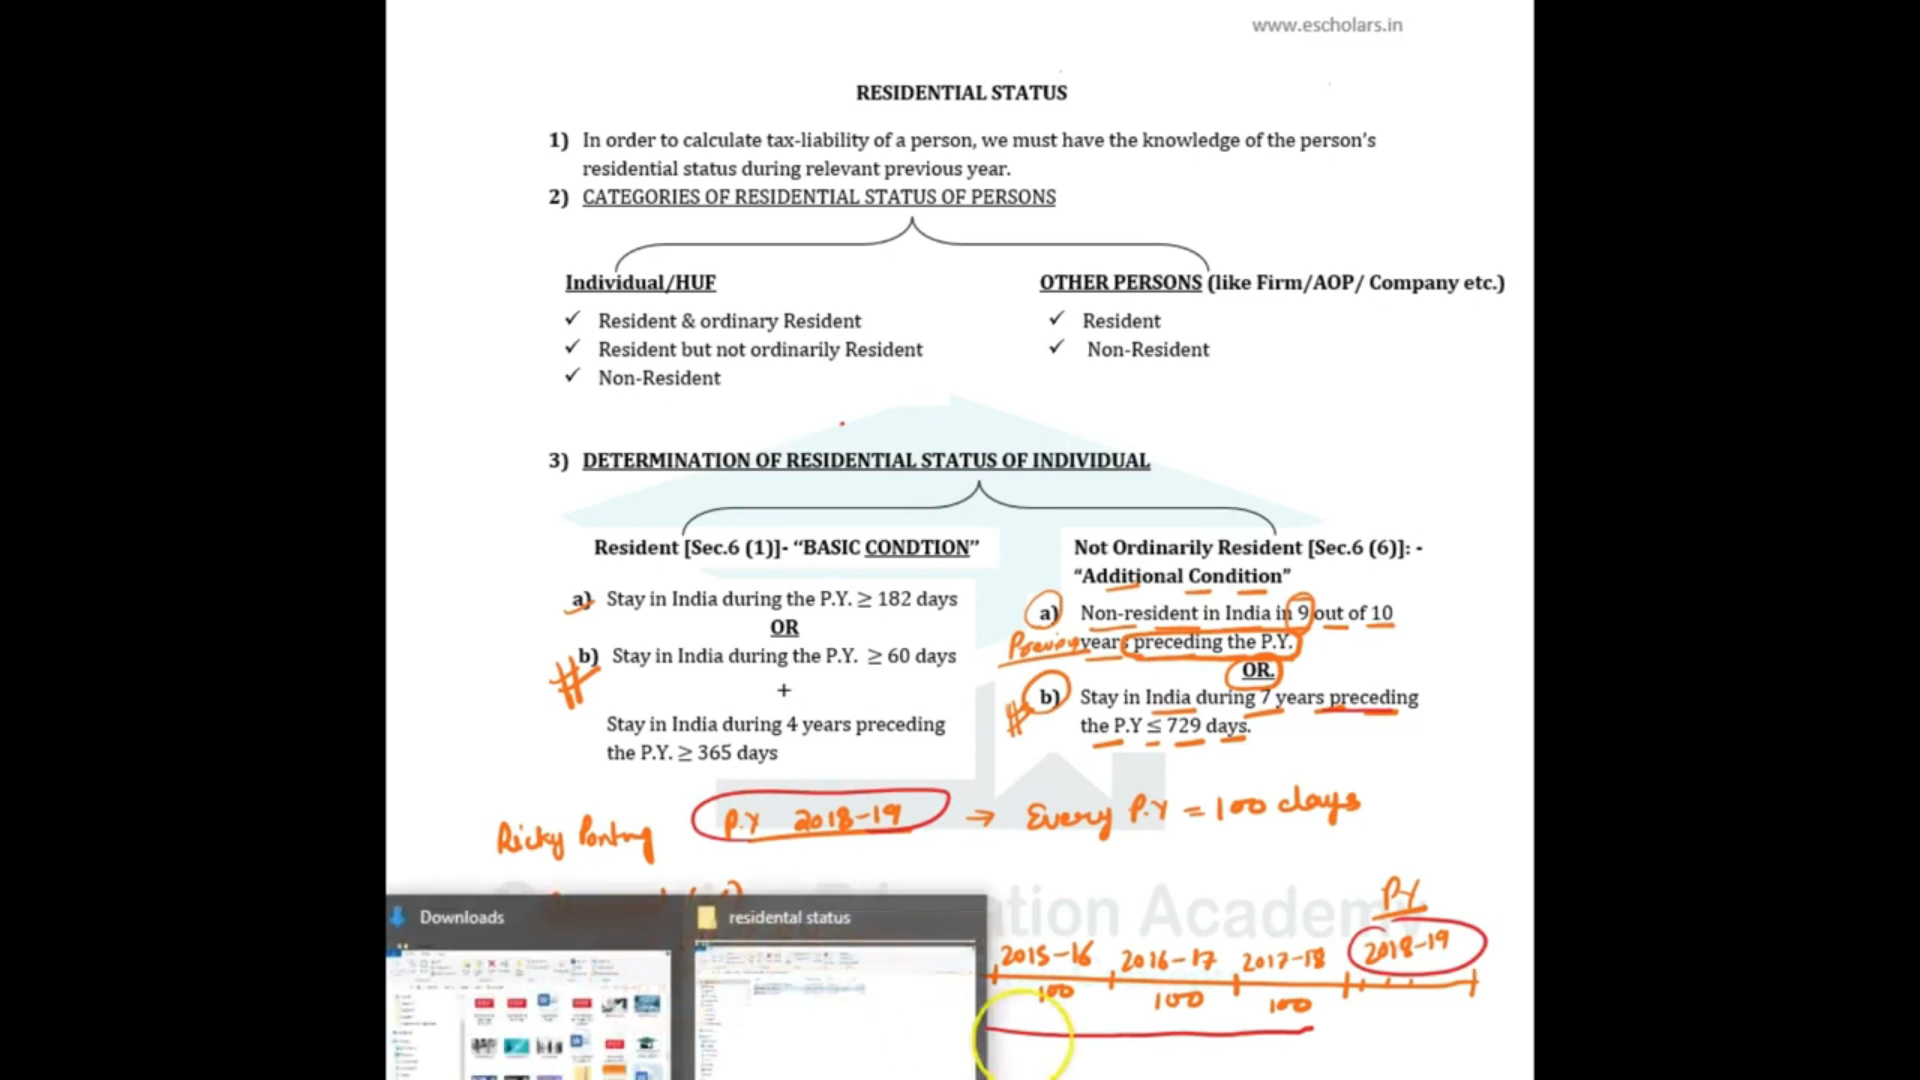 www.escholars.in
RESIDENTIAL STATUS
1) In order to calculate tax-liability of a person, we must have the knowledge of the person's
residential status during relevant previous year.
2) CATEGORIES OF RESIDENTIAL STATUS OF PERSONS
Individual/HUF
✓ Resident & ordinary Resident
✓ Resident but not ordinarily Resident
✓ Non-Resident
OTHER PERSONS (like Firm/AOP/ Company etc.)
✓ Resident
✓ Non-Resident
3) DETERMINATION OF RESIDENTIAL STATUS OF INDIVIDUAL
Resident [Sec.6 (1)]- “BASIC CONDTION”
a) Stay in India during the P.Y. ≥ 182 days
OR
b) Stay in India during the P.Y. ≥ 60 days
+
Stay in India during 4 years preceding
the P.Y. ≥ 365 days
Not Ordinarily Resident [Sec.6 (6)]: -
“Additional Condition”
a) Non-resident in India in 9 out of 10
Previous years preceding the P.Y.
OR.
b) Stay in India during 7 years preceding
the P.Y ≤ 729 days.
Ricky Ponting P.Y 2018-19 → Every P.Y = 100 days
Academy
P.Y
2015-16 2016-17 2017-18 2018-19
100 100 100
Downloads
residental status